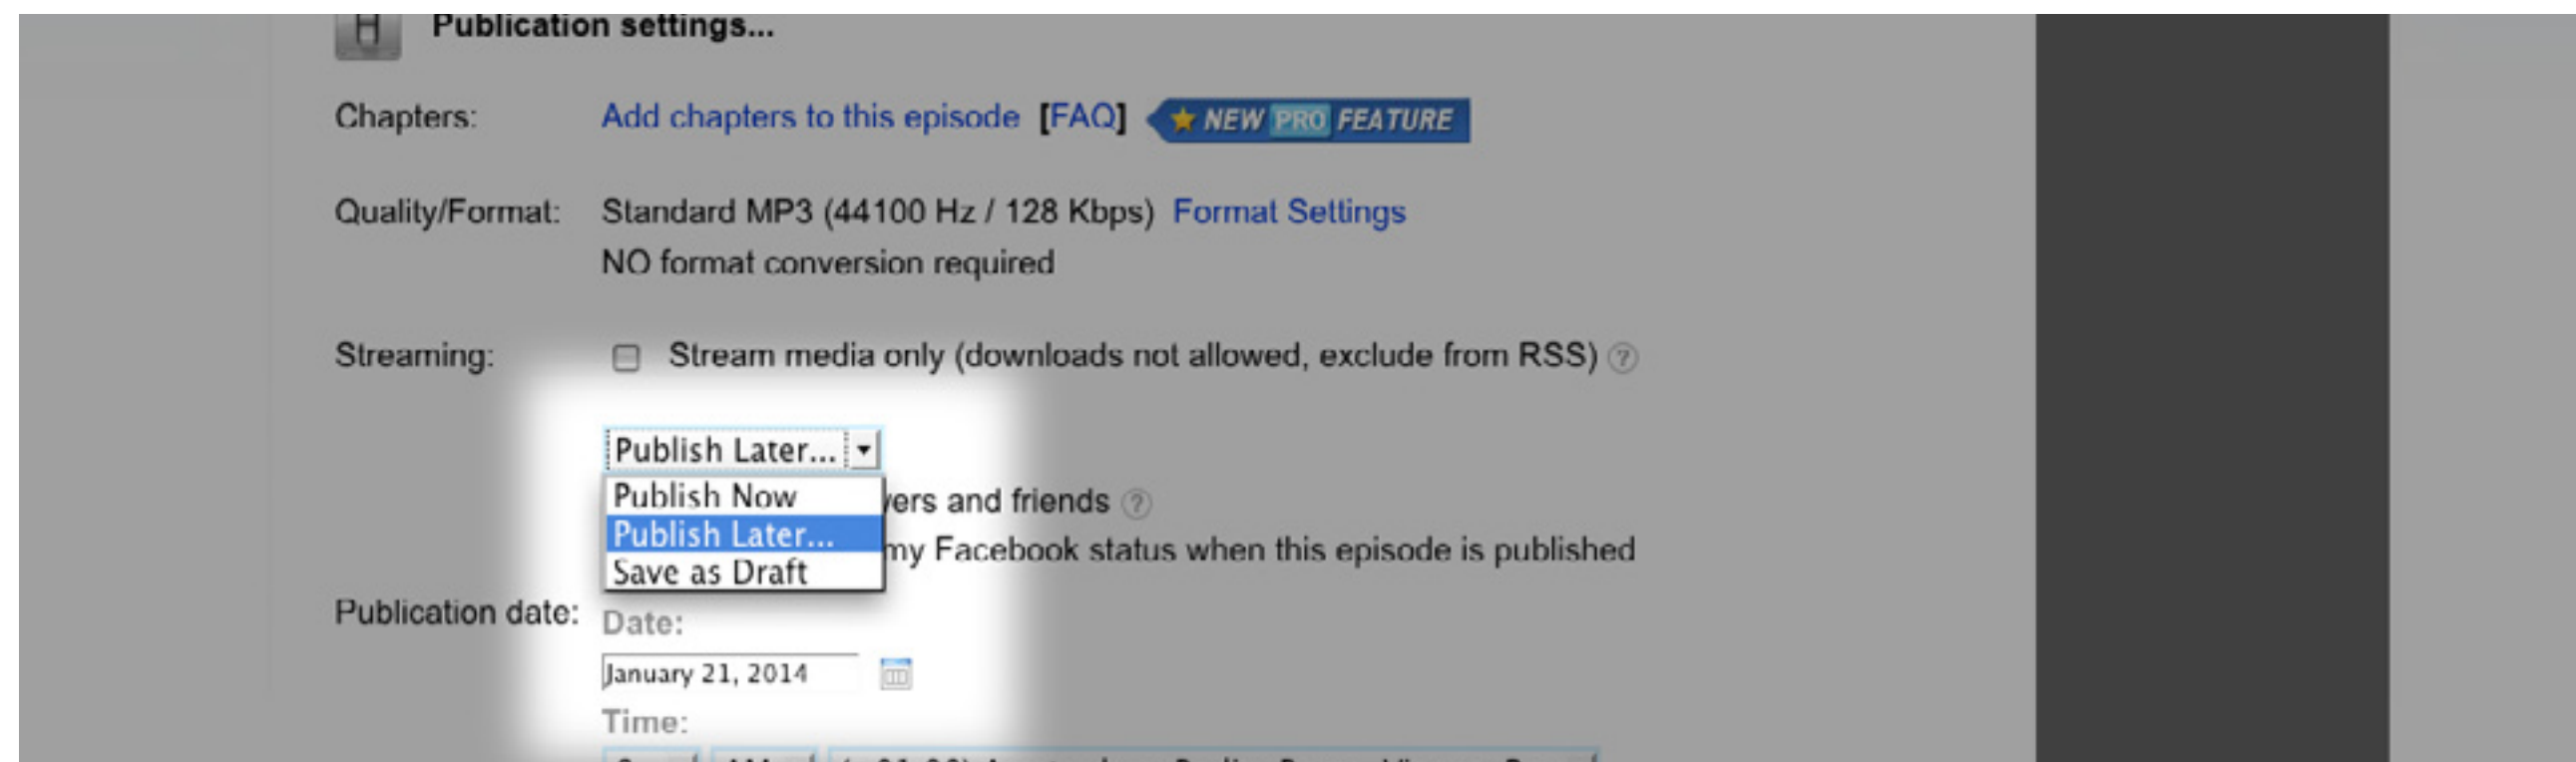 Publication settings...
Chapters: Add chapters to this episode [FAQ] NEW PRO FEATURE
Quality/Format: Standard MP3 (44100 Hz / 128 Kbps) Format Settings
NO format conversion required
Streaming: Stream media only (downloads not allowed, exclude from RSS) ?
Publish Later...
Publish Now
and friends ?
Publish Later...
my Facebook status when this episode is published
Save as Draft
Publication date: Date:
January 21, 2014
Time: